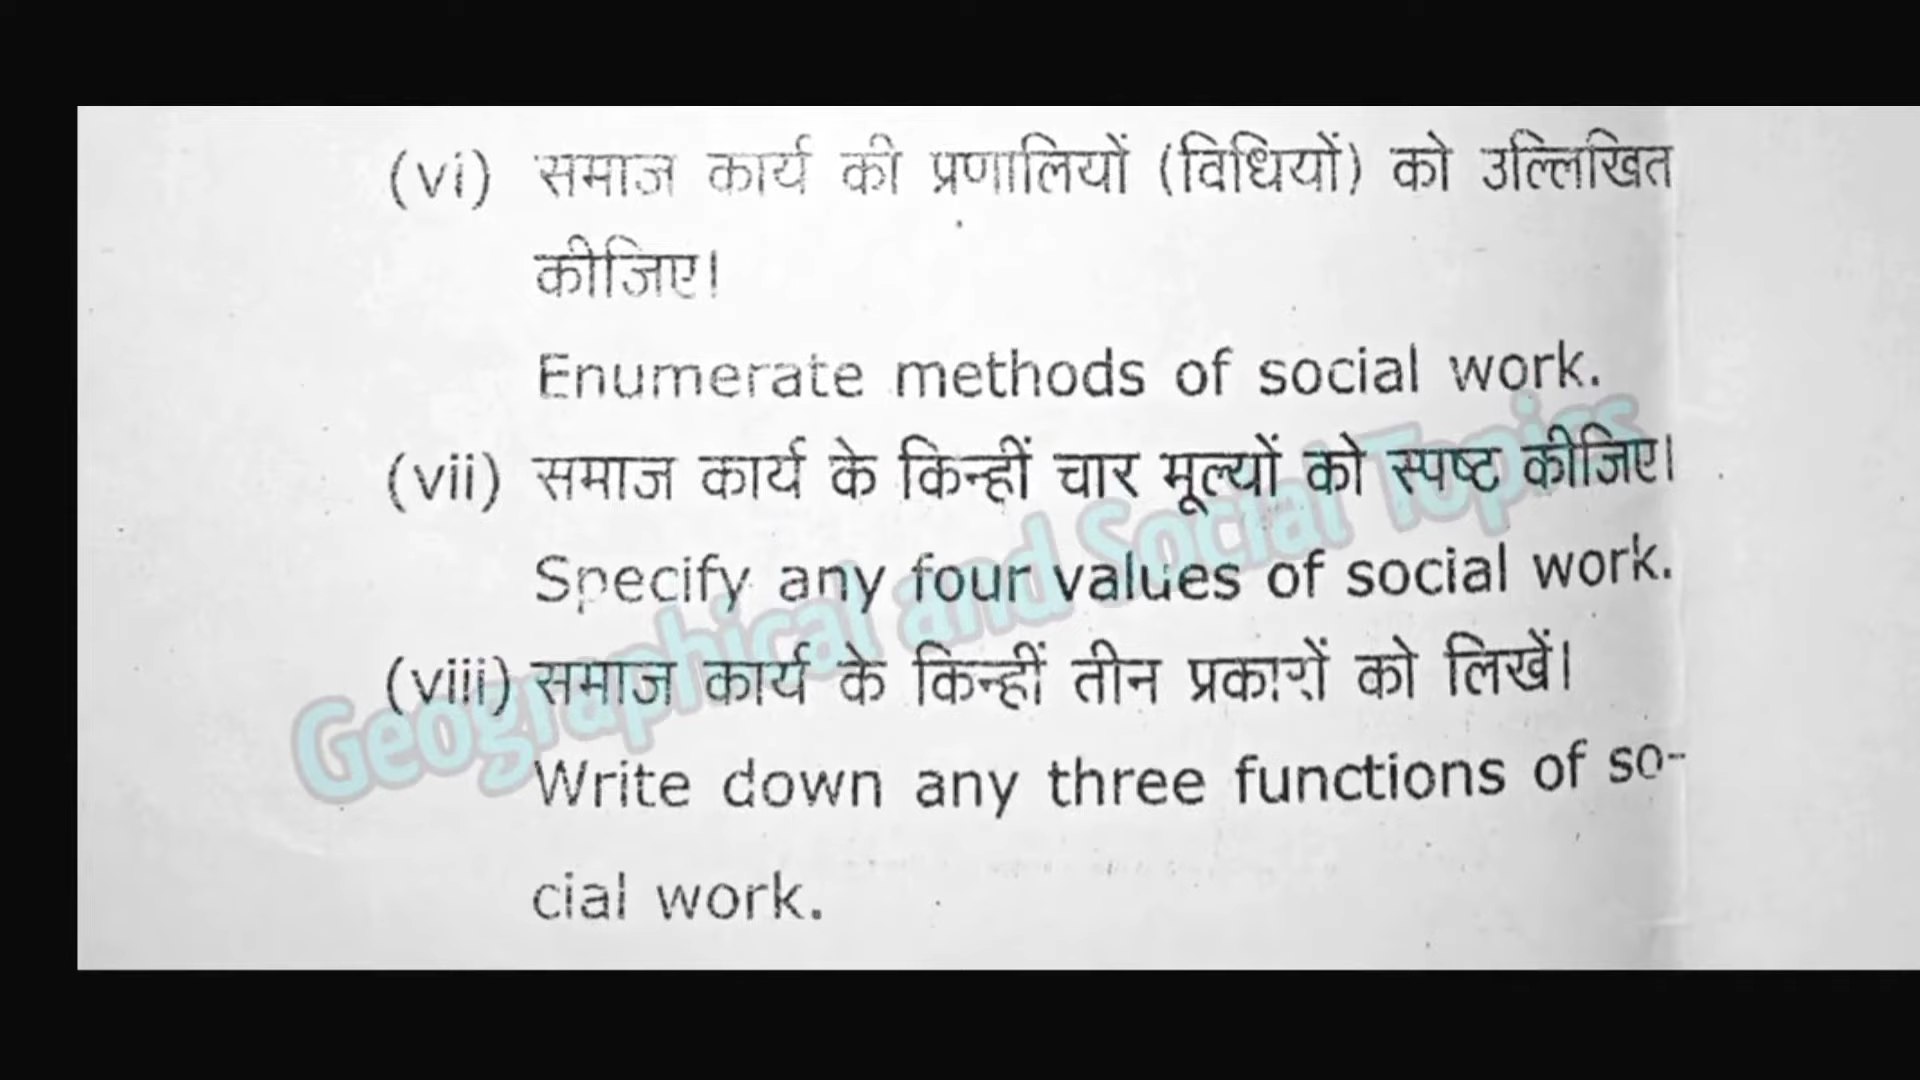 (vi) समाज कार्य की प्रणालियों (विधियों) को उल्लिखित
कीजिए।
Enumerate methods of social work.
(vii) समाज कार्य के किन्हीं चार मूल्यों को स्पष्ट कीजिए।
Specify any four values of social work.
(viii) समाज कार्य के किन्हीं तीन प्रकारों को लिखें।
Write down any three functions of so-
cial work.
Geographical and Social Topics